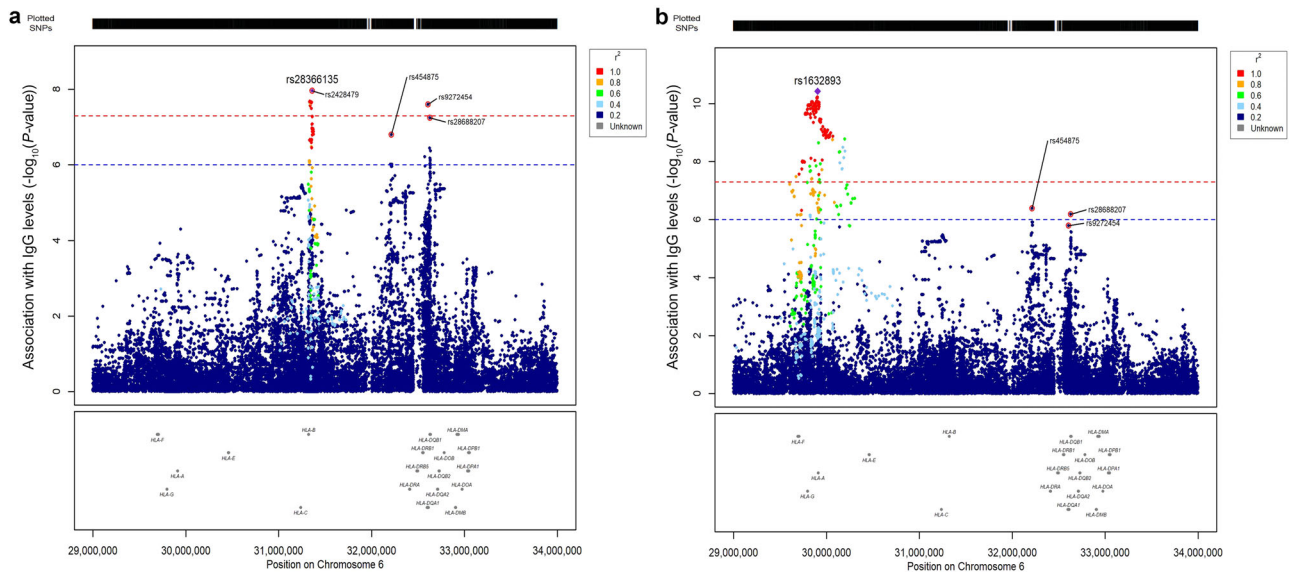 a
Plotted
SNPs
rs28366135
rs2428479
rs454875
rs9272454
rs28688207
Association with IgG levels (-log10(P-value))
8
6
4
2
0
r2
1.0
0.8
0.6
0.4
0.2
Unknown
HLA-F
HLA-A
HLA-G
HLA-E
HLA-B
HLA-C
HLA-DQB1
HLA-DMA
HLA-DRB1
HLA-DPB1
HLA-DOB
HLA-DRB5
HLA-DQB2
HLA-DPA1
HLA-DRA
HLA-DQA2
HLA-DOA
HLA-DQA1
HLA-DMB
29,000,000 30,000,000 31,000,000 32,000,000 33,000,000 34,000,000
Position on Chromosome 6
b
Plotted
SNPs
rs1632893
rs454875
rs28688207
rs9272454
Association with IgG levels (-log10(P-value))
10
8
6
4
2
0
r2
1.0
0.8
0.6
0.4
0.2
Unknown
HLA-F
HLA-A
HLA-G
HLA-E
HLA-B
HLA-C
HLA-DQB1
HLA-DMA
HLA-DRB1
HLA-DPB1
HLA-DOB
HLA-DRB5
HLA-DQB2
HLA-DPA1
HLA-DRA
HLA-DQA2
HLA-DOA
HLA-DQA1
HLA-DMB
29,000,000 30,000,000 31,000,000 32,000,000 33,000,000 34,000,000
Position on Chromosome 6